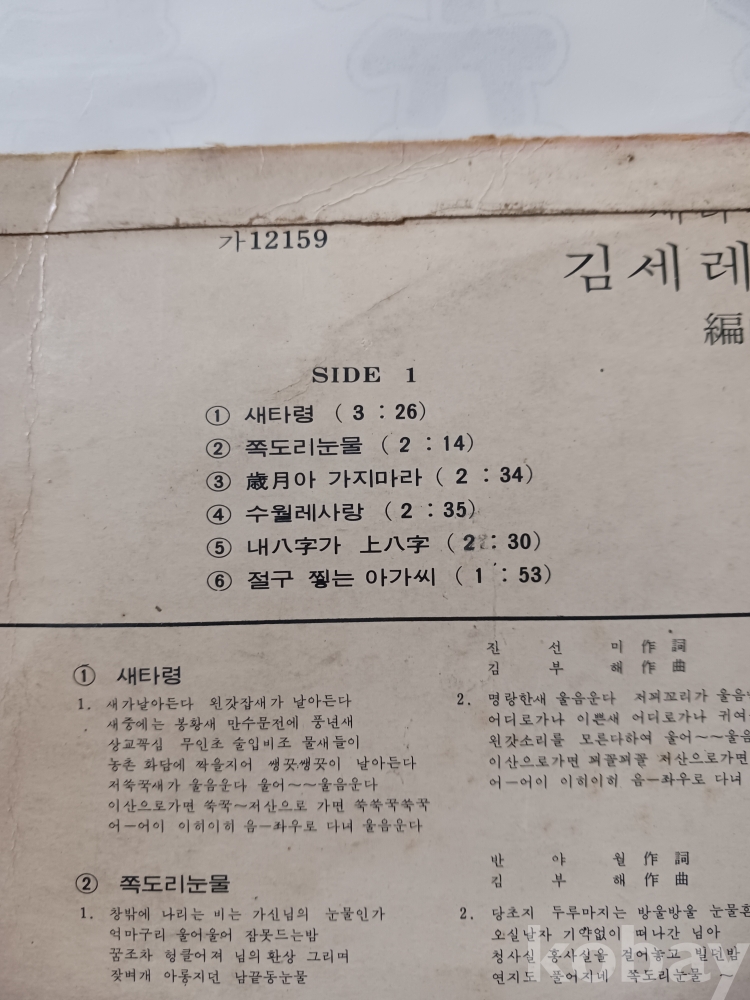 가12159
김세레
編
SIDE 1
① 새타령 (3 : 26)
② 쪽도리눈물 (2 : 14)
③ 歲月아 가지마라 (2 : 34)
④ 수월레사랑 (2 : 35)
⑤ 내八字가 上八字 (2 : 30)
⑥ 절구 찧는 아가씨 (1 : 53)
진 선 미 作 詞
김 부 해 作 曲
① 새타령
1. 새가날아든다 왼갖잡새가 날아든다
새중에는 봉황새 만수문전에 풍년새
상교꼭심 무인초 술입비조 물새들이
농촌 화답에 짝을지어 쌩끗쌩끗이 날아든다
저쑥꾹새가 울음운다 울어~~울음운다
이산으로가면 쑥꾹~저산으로 가면 쑥쑥꾹쑥꾹
어—어이 이히이히 음—좌우로 다녀 울음운다
2. 명랑한새 울음운다 저꾀꼬리가 울음
어디로가나 이쁜새 어디로가나 귀여
왼갖소리를 모른다하여 울어~~울음
이산으로가면 꾀꼴꾀꼴 저산으로가면
어—어이 이히이히 음—좌우로 다녀
반 야 월 作 詞
김 부 해 作 曲
② 쪽도리눈물
1. 창밖에 나리는 비는 가신님의 눈물인가
억마구리 울어울어 잠못드는밤
꿈조차 헝클어져 님의환상 그리며
잦벼개 아롱지던 남끝동눈물
2. 당초지 두루마지는 방울방울 눈물흔
오실날자 기약없이 떠나간 님아
청사실 홍사실을 걸어놓고 빌던밤
연지도 풀어지네 쪽도리눈물 ~
kobay